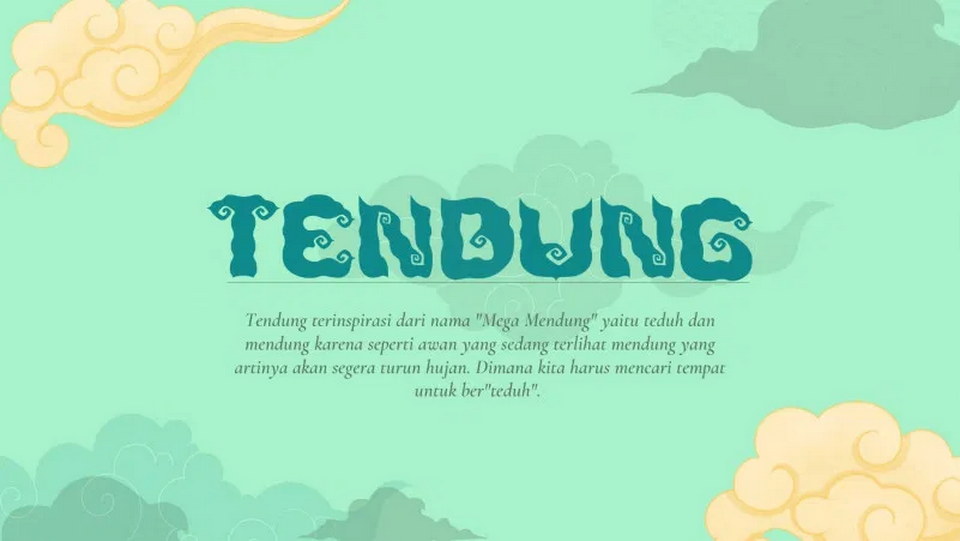 TENDUNG
Tendung terinspirasi dari nama "Mega Mendung" yaitu teduh dan
mendung karena seperti awan yang sedang terlihat mendung yang
artinya akan segera turun hujan. Dimana kita harus mencari tempat
untuk ber"teduh".